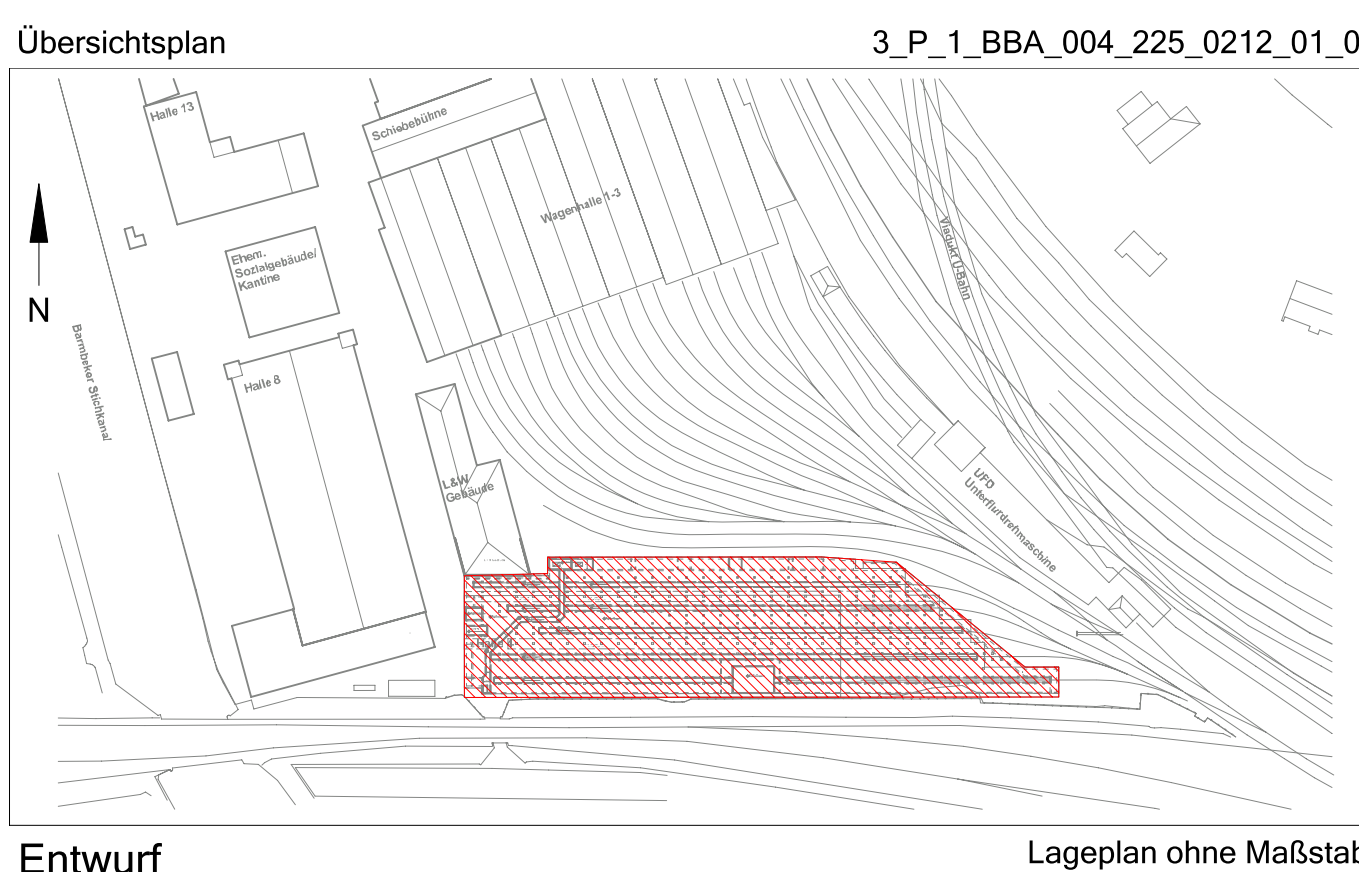 Übersichtsplan
3_P_1_BBA_004_225_0212_01_0
Halle 13
Schiebebühne
Wagenhalle 1-3
Viadukt U-Bahn
Ehem.
Sozialgebäude/
Kantine
N
Barmbeker Stichkanal
Halle 8
L&W
Gebäude
UFD
Unterflurdrehmaschine
Entwurf
Lageplan ohne Maßstab